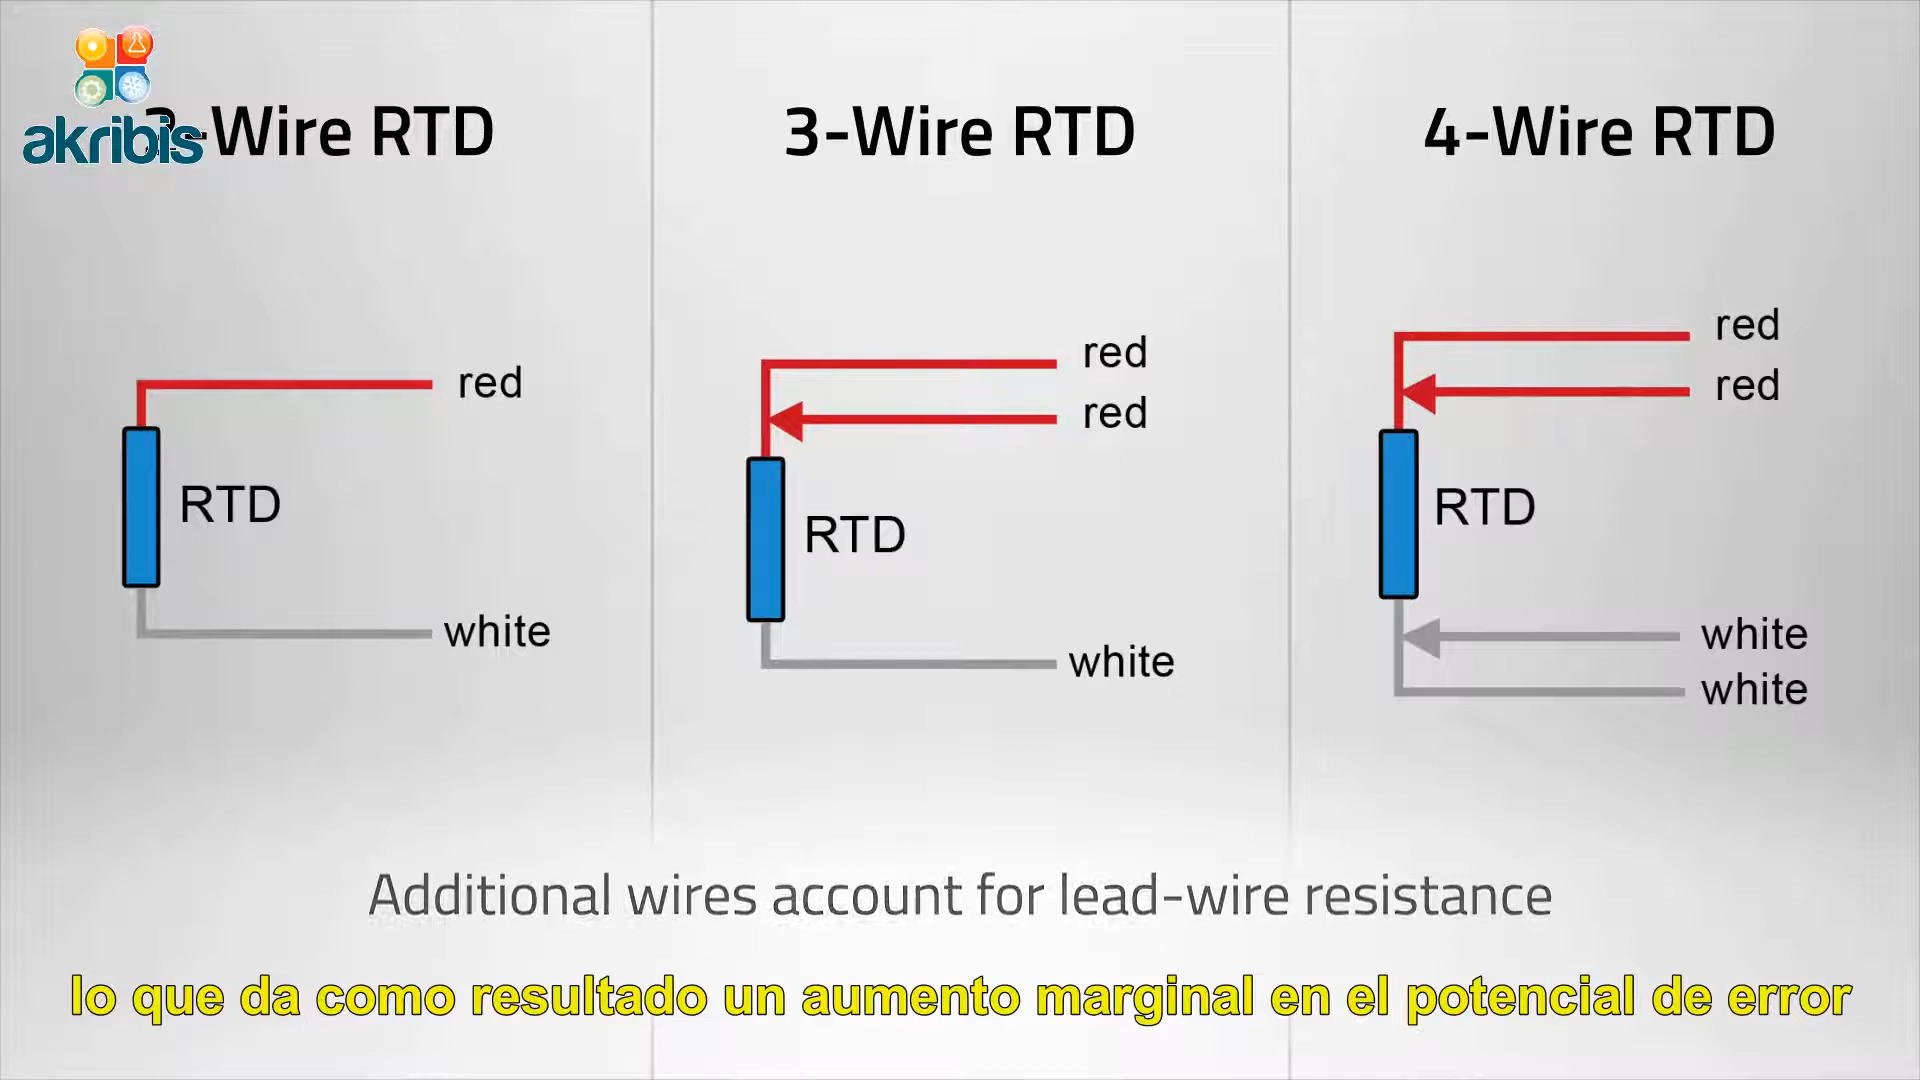 akribis
2-Wire RTD
3-Wire RTD
4-Wire RTD
red
RTD
white
red
red
RTD
white
red
red
RTD
white
white
Additional wires account for lead-wire resistance
lo que da como resultado un aumento marginal en el potencial de error